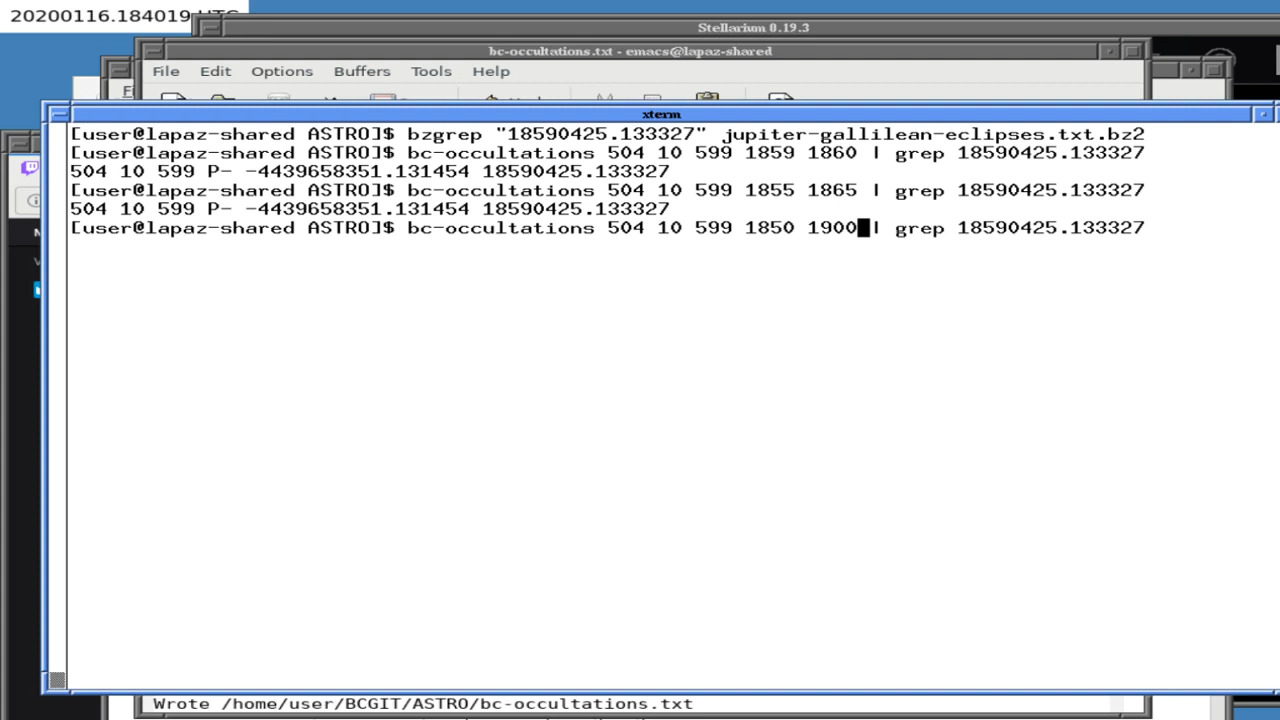 20200116.184019 UTC
Stellarium 0.19.3
bc-occultations.txt - emacs@lapaz-shared
File Edit Options Buffers Tools Help
xterm
[user@lapaz-shared ASTRO]$ bzgrep "18590425.133327" jupiter-gallilean-eclipses.txt.bz2
[user@lapaz-shared ASTRO]$ bc-occultations 504 10 599 1859 1860 | grep 18590425.133327
504 10 599 P- -4439658351.131454 18590425.133327
[user@lapaz-shared ASTRO]$ bc-occultations 504 10 599 1855 1865 | grep 18590425.133327
504 10 599 P- -4439658351.131454 18590425.133327
[user@lapaz-shared ASTRO]$ bc-occultations 504 10 599 1850 1900 | grep 18590425.133327
Wrote /home/user/BCGIT/ASTRO/bc-occultations.txt